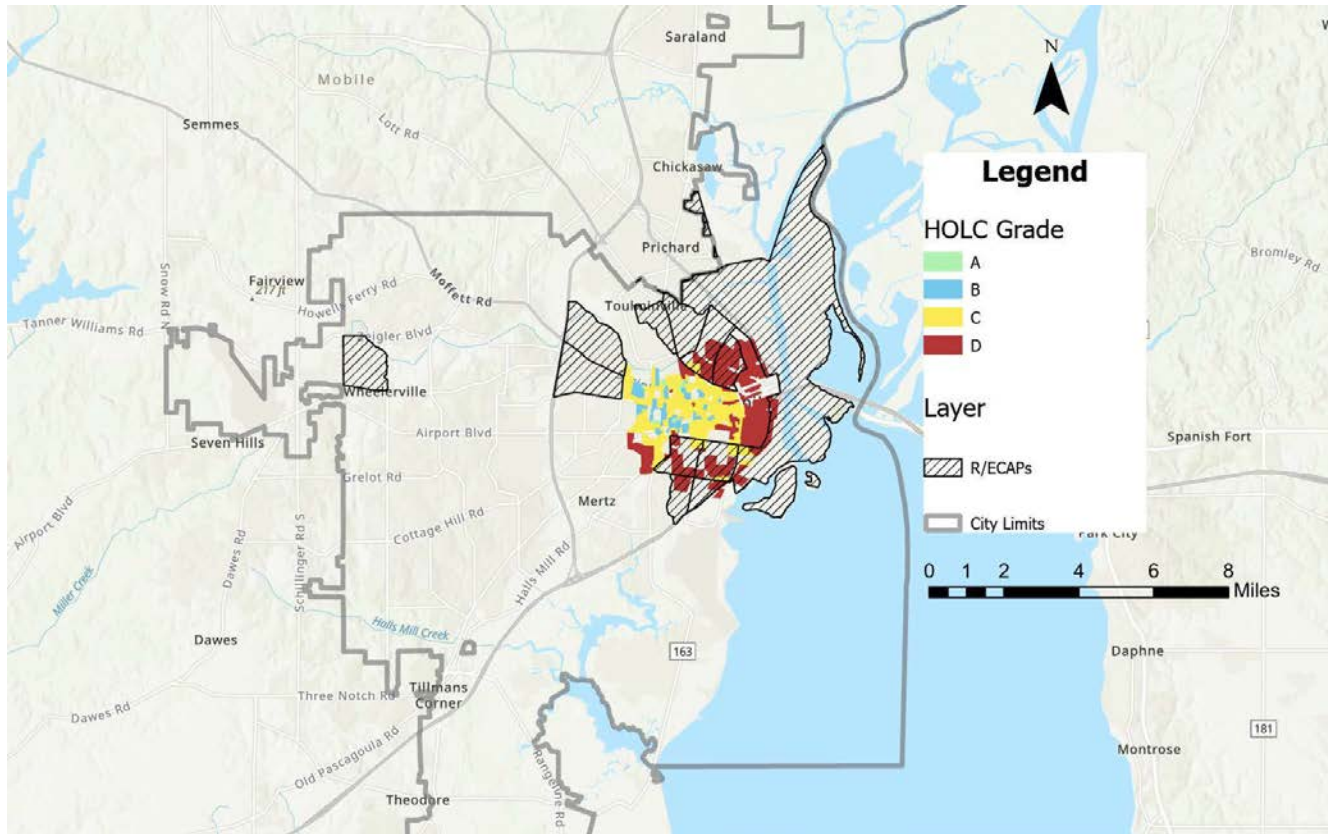 Saraland
N
Mobile
Semmes
Lott Rd
Chickasaw
Legend
HOLC Grade
A
B
C
D
Layer
R/ECAPs
City Limits
Prichard
Bromley Rd
Snow Rd N
Fairview
217 ft
Moffett Rd
Howells Ferry Rd
Toulminville
Tanner Williams Rd
Zeigler Blvd
Wheelerville
Airport Blvd
Seven Hills
Spanish Fort
Grelot Rd
Mertz
Airport Blvd
Dawes Rd
Schillinger Rd S
Cottage Hill Rd
Halls Mill Rd
Park City
0 1 2 4 6 8
Miles
Miller Creek
Halls Mill Creek
Dawes
163
Daphne
Three Notch Rd
Tillmans
Corner
Dawes Rd
Old Pascagoula Rd
181
Montrose
Rangeline Rd
Theodore